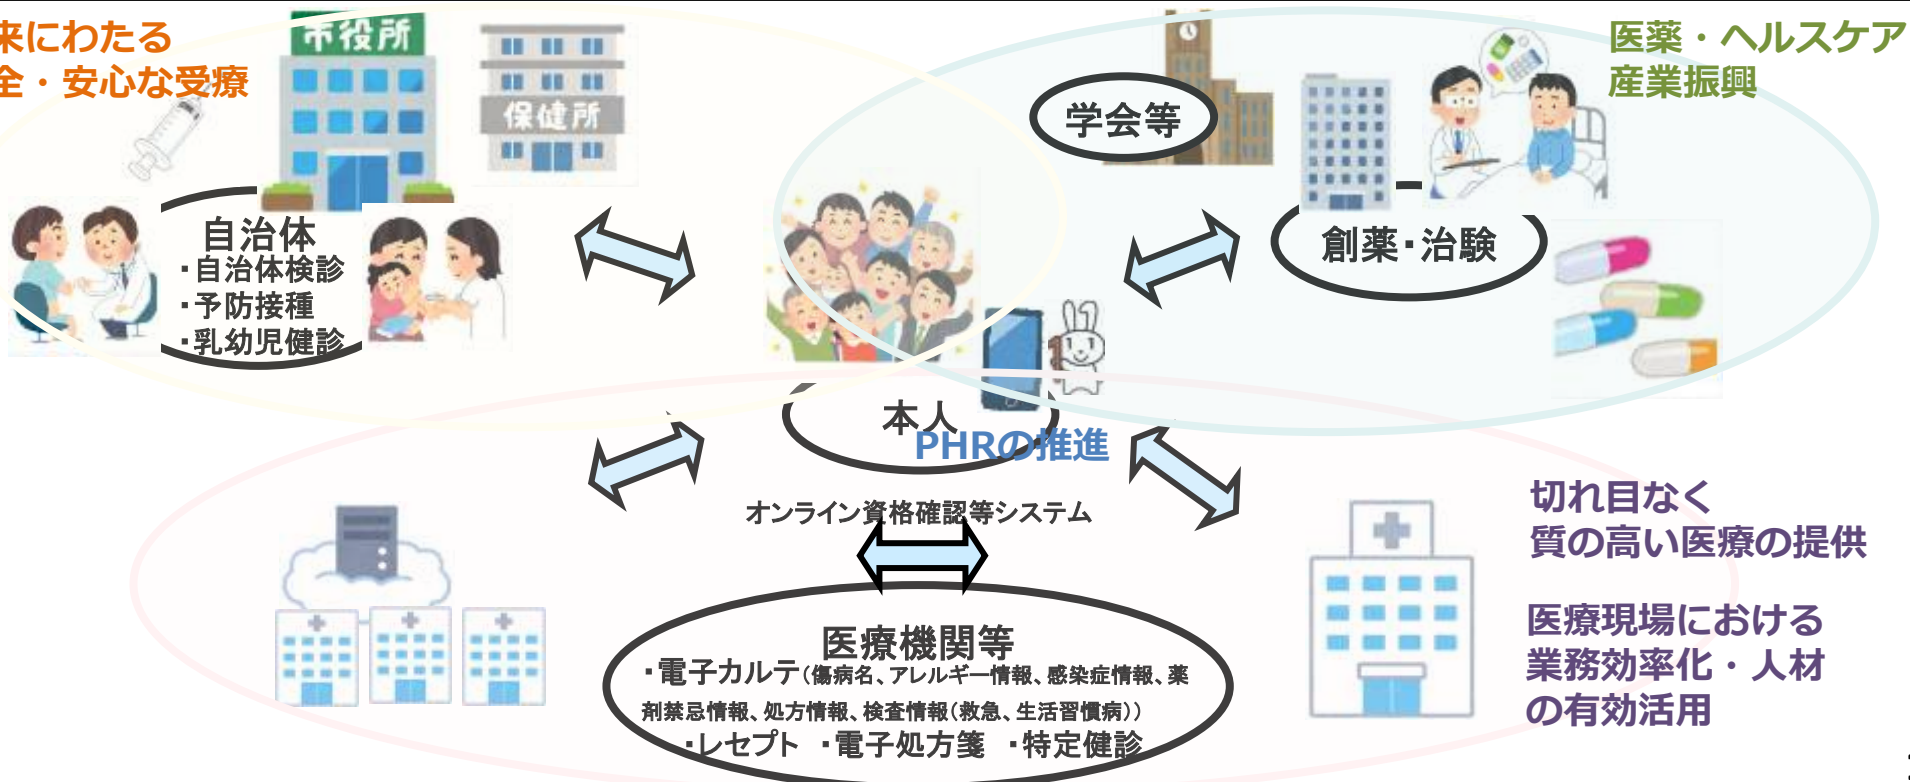 来にわたる
全・安心な受療
市役所
保健所
自治体
・自治体検診
・予防接種
・乳幼児健診
学会等
創薬・治験
医薬・ヘルスケア
産業振興
本人
PHRの推進
オンライン資格確認等システム
医療機関等
・電子カルテ(傷病名、アレルギー情報、感染症情報、薬
剤禁忌情報、処方情報、検査情報(救急、生活習慣病))
・レセプト ・電子処方箋 ・特定健診
切れ目なく
質の高い医療の提供
医療現場における
業務効率化・人材
の有効活用